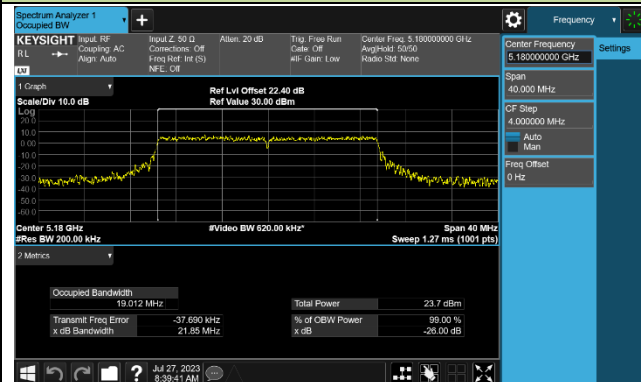 Spectrum Analyzer 1
Occupied BW
Frequency
KEYSIGHT
RL
LXI
Input: RF
Coupling: AC
Align: Auto
Input Z: 50 Ω
Corrections: Off
Freq Ref: Int (S)
NFE: Off
Atten: 20 dB
Trig: Free Run
Gate: Off
#IF Gain: Low
Center Freq: 5.180000000 GHz
Avg|Hold: 50/50
Radio Std: None
Center Frequency
5.180000000 GHz
Settings
Span
40.000 MHz
CF Step
4.000000 MHz
Auto
Man
Freq Offset
0 Hz
1 Graph
Scale/Div 10.0 dB
Ref Lvl Offset 22.40 dB
Ref Value 30.00 dBm
Log
20.0
10.0
0.00
-10.0
-20.0
-30.0
-40.0
-50.0
-60.0
Center 5.18 GHz
#Res BW 200.00 kHz
#Video BW 620.00 kHz*
Span 40 MHz
Sweep 1.27 ms (1001 pts)
2 Metrics
Occupied Bandwidth
19.012 MHz
Total Power 23.7 dBm
Transmit Freq Error -37.690 kHz
% of OBW Power 99.00 %
x dB Bandwidth 21.85 MHz
x dB -26.00 dB
?
Jul 27, 2023
8:39:41 AM